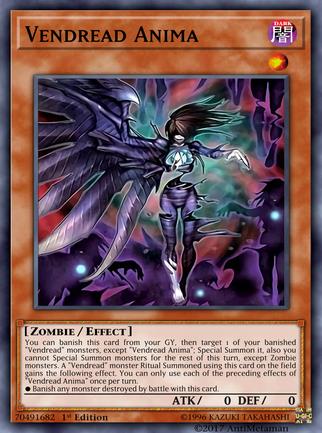 VENDREAD ANIMA
DARK
闇
[ZOMBIE / EFFECT]
You can banish this card from your GY, then target 1 of your banished
"Vendread" monsters, except "Vendread Anima"; Special Summon it, also you
cannot Special Summon monsters for the rest of this turn, except Zombie
monsters. A "Vendread" monster Ritual Summoned using this card on the field
gains the following effect. You can only use each of the preceding effects of
"Vendread Anima" once per turn.
● Banish any monster destroyed by battle with this card.
ATK/ 0 DEF/ 0
70491682 1st Edition ©1996 KAZUKI TAKAHASHI
©2017 AntiMetaman